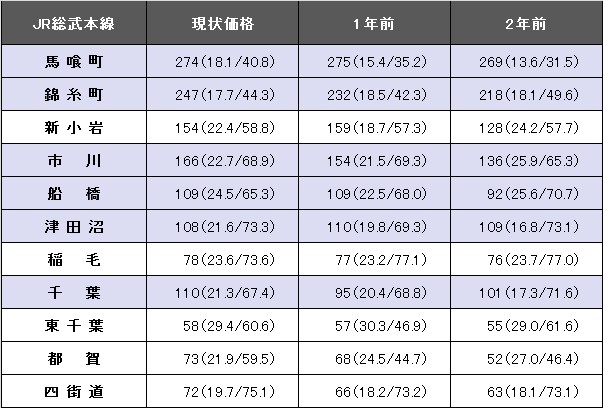 JR総武本線 現状価格 1年前 2年前
馬喰町 274(18.1/40.8) 275(15.4/35.2) 269(13.6/31.5)
錦糸町 247(17.7/44.3) 232(18.5/42.3) 218(18.1/49.6)
新小岩 154(22.4/58.8) 159(18.7/57.3) 128(24.2/57.7)
市川 166(22.7/68.9) 154(21.5/69.3) 136(25.9/65.3)
船橋 109(24.5/65.3) 109(22.5/68.0) 92(25.6/70.7)
津田沼 108(21.6/73.3) 110(19.8/69.3) 109(16.8/73.1)
稲毛 78(23.6/73.6) 77(23.2/77.1) 76(23.7/77.0)
千葉 110(21.3/67.4) 95(20.4/68.8) 101(17.3/71.6)
東千葉 58(29.4/60.6) 57(30.3/46.9) 55(29.0/61.6)
都賀 73(21.9/59.5) 68(24.5/44.7) 52(27.0/46.4)
四街道 72(19.7/75.1) 66(18.2/73.2) 63(18.1/73.1)